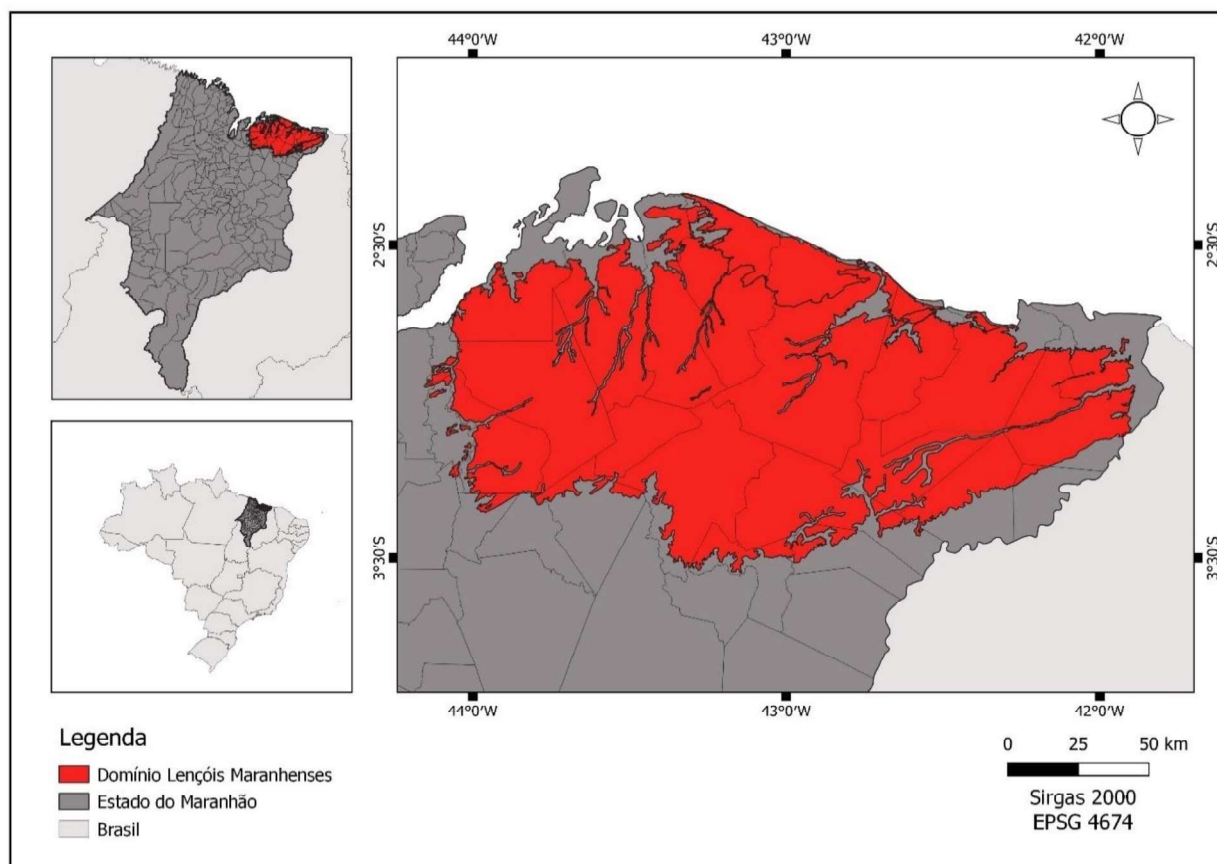 44°0'W 43°0'W 42°0'W
2°30'S 2°30'S
3°30'S 3°30'S
44°0'W 43°0'W 42°0'W
Legenda
Domínio Lençóis Maranhenses
Estado do Maranhão
Brasil
0 25 50 km
Sirgas 2000
EPSG 4674